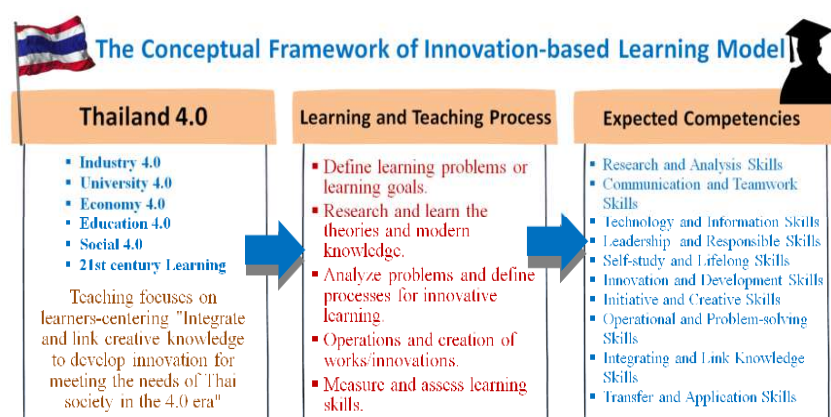 The Conceptual Framework of Innovation-based Learning Model
Thailand 4.0
Industry 4.0
University 4.0
Economy 4.0
Education 4.0
Social 4.0
21st century Learning
Teaching focuses on
learners-centering "Integrate
and link creative knowledge
to develop innovation for
meeting the needs of Thai
society in the 4.0 era"
Learning and Teaching Process
Define learning problems or
learning goals.
Research and learn the
theories and modern
knowledge.
Analyze problems and define
processes for innovative
learning.
Operations and creation of
works/innovations.
Measure and assess learning
skills.
Expected Competencies
Research and Analysis Skills
Communication and Teamwork
Skills
Technology and Information Skills
Leadership and Responsible Skills
Self-study and Lifelong Skills
Innovation and Development Skills
Initiative and Creative Skills
Operational and Problem-solving
Skills
Integrating and Link Knowledge
Skills
Transfer and Application Skills